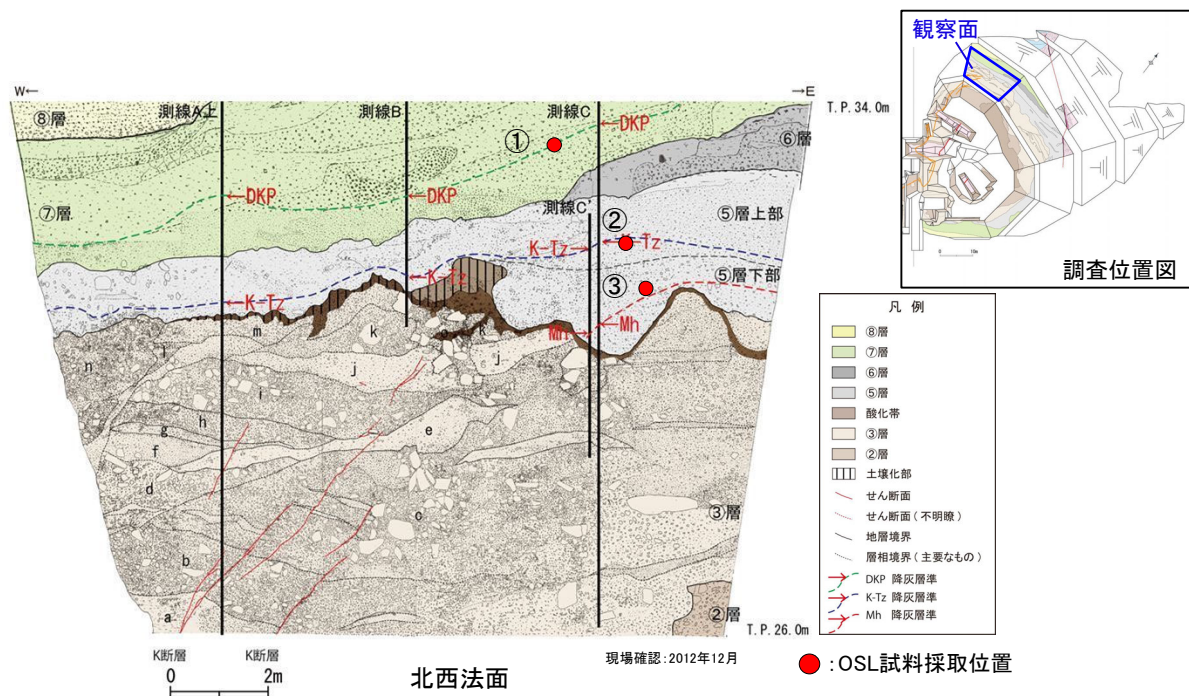 観察面
調査位置図
0 10m
W←
→E
T.P. 34.0m
⑧層
測線A上
測線B
測線C
①
←DKP
⑥層
←DKP
←DKP
⑦層
測線C'
⑤層上部
②
K-Tz→
K-Tz
←K-Tz
⑤層下部
③
←K-Tz
Mh→
←Mh
m
k
k
l
j
j
n
i
h
g
e
f
d
c
③層
b
②層
a
T.P. 26.0m
K断層
K断層
0 2m
北西法面
現場確認:2012年12月
:OSL試料採取位置
凡 例
⑧層
⑦層
⑥層
⑤層
酸化帯
③層
②層
土壌化部
せん断面
せん断面(不明瞭)
地層境界
層相境界(主要なもの)
DKP 降灰層準
K-Tz 降灰層準
Mh 降灰層準